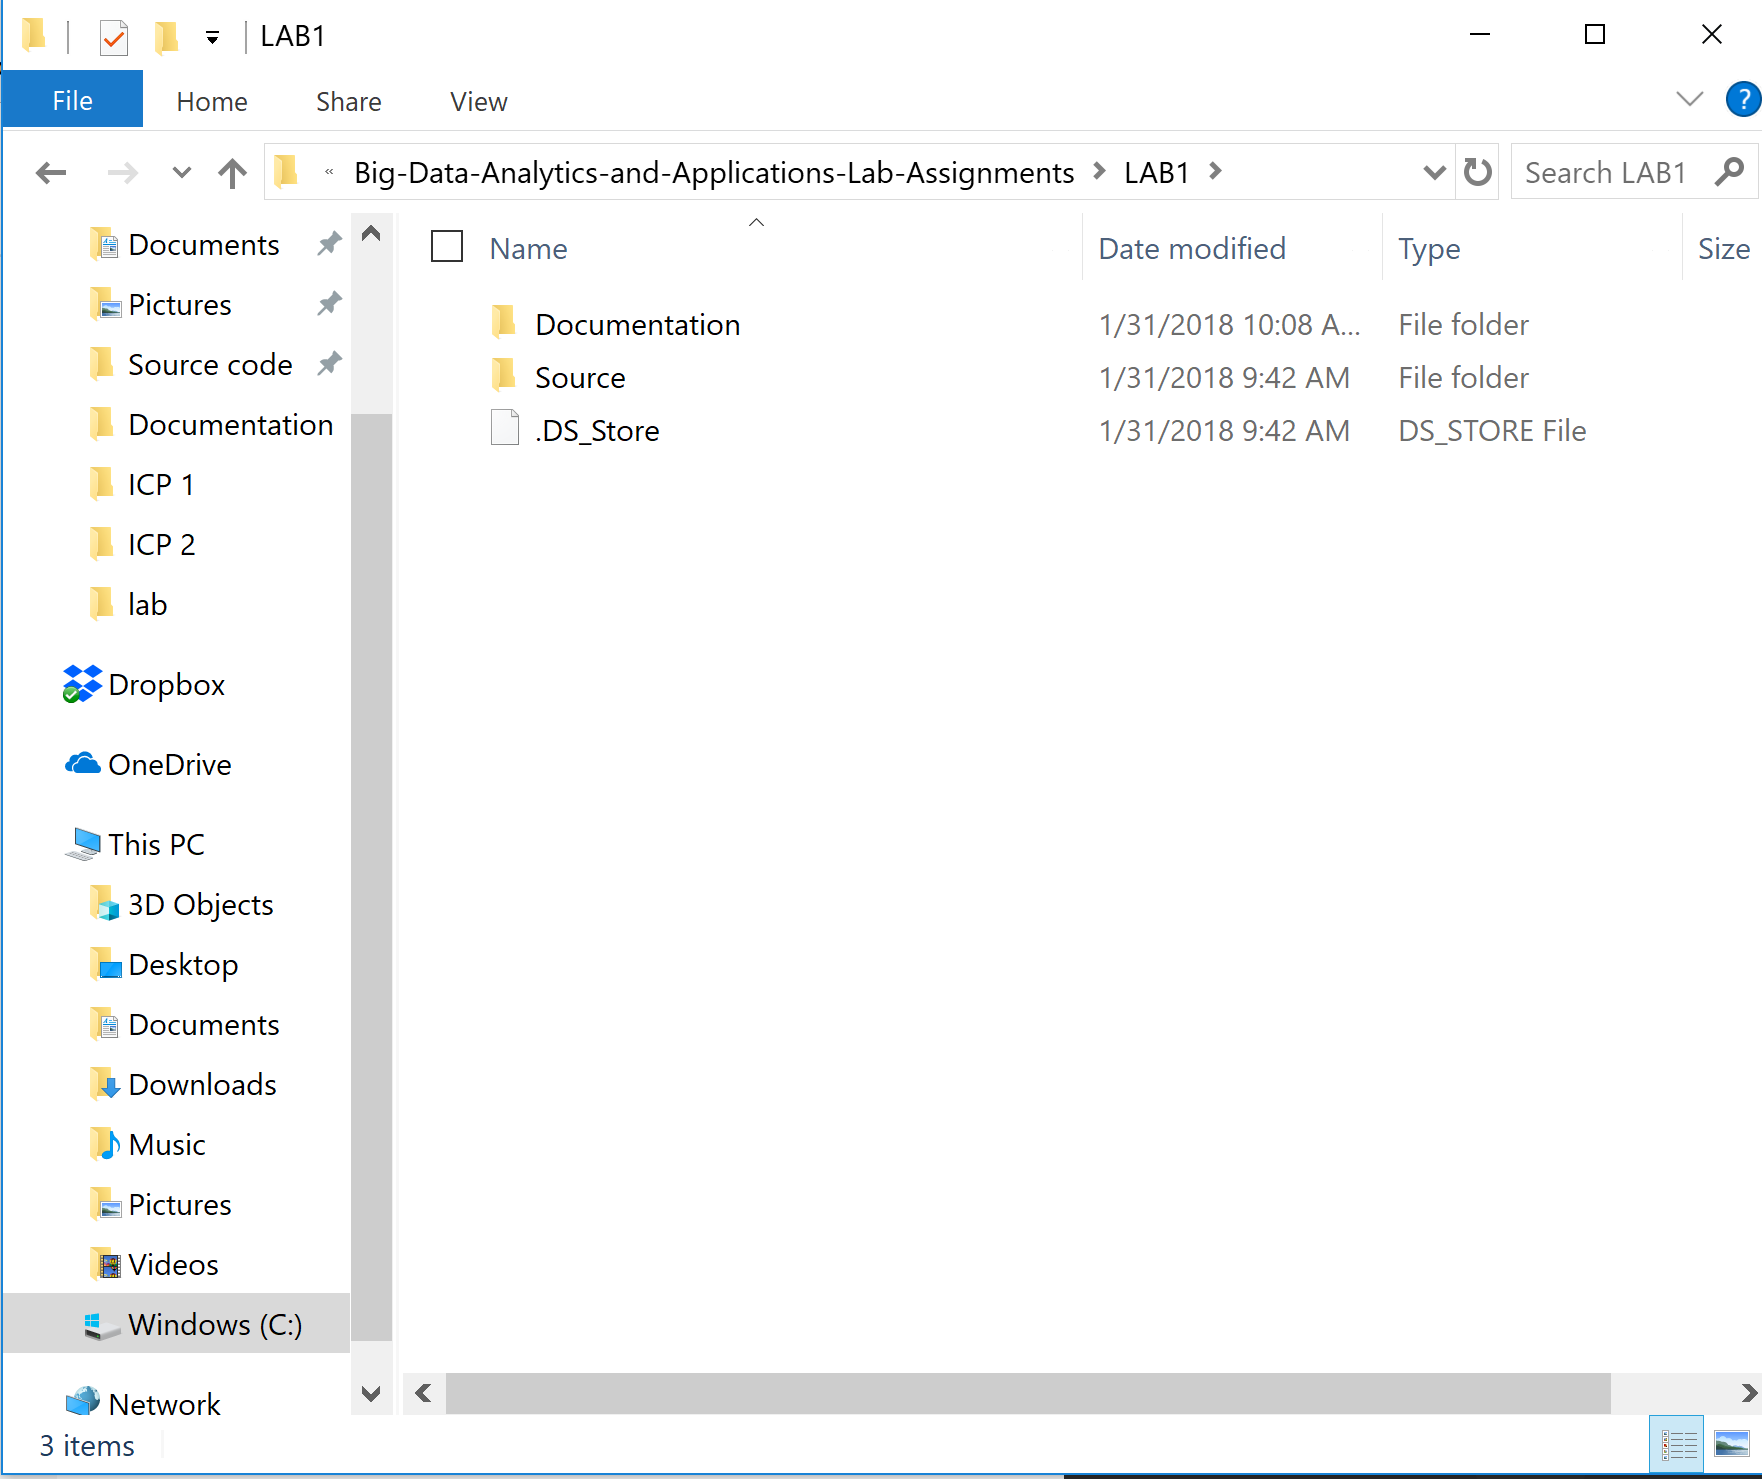 LAB1
File Home Share View ?
« Big-Data-Analytics-and-Applications-Lab-Assignments > LAB1 > Search LAB1
Documents
Pictures
Source code
Documentation
ICP 1
ICP 2
lab
Dropbox
OneDrive
This PC
3D Objects
Desktop
Documents
Downloads
Music
Pictures
Videos
Windows (C:)
Network
Name Date modified Type Size
Documentation 1/31/2018 10:08 A... File folder
Source 1/31/2018 9:42 AM File folder
.DS_Store 1/31/2018 9:42 AM DS_STORE File
3 items